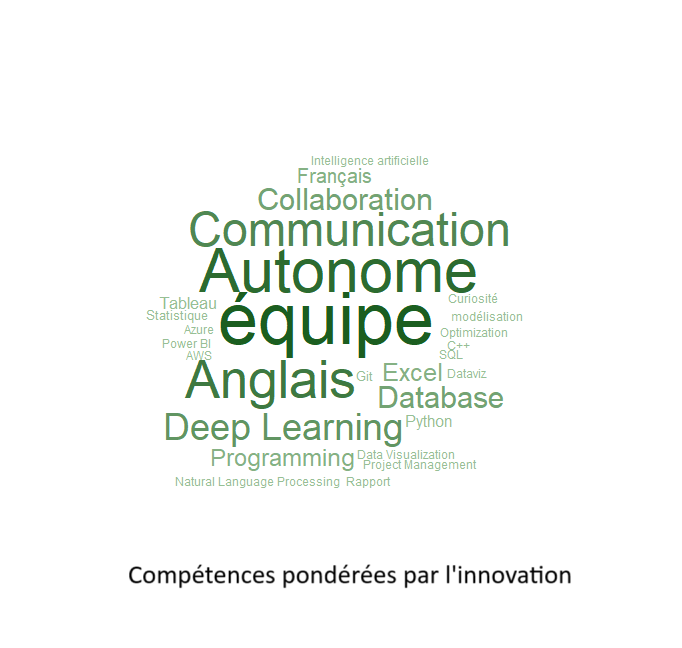 Intelligence artificielle
Français
Collaboration
Communication
Autonome
équipe
Tableau
Statistique
Azure
Power BI
AWS
Curiosité
modélisation
Optimization
C++
SQL
Anglais
Git
Excel
Dataviz
Database
Deep Learning
Python
Programming
Data Visualization
Project Management
Natural Language Processing
Rapport
Compétences pondérées par l'innovation